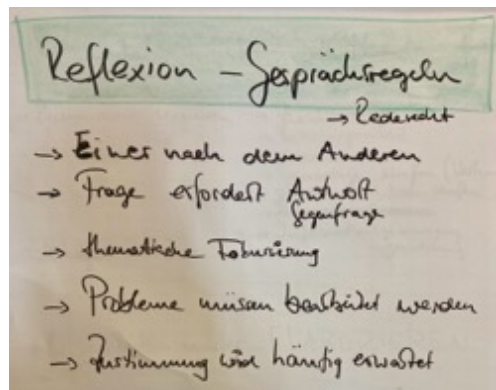 Reflexion – Gesprächsregeln
→ Rederecht
→ Einer nach dem Anderen
→ Frage erfordert Antwort
Gegenfrage
→ thematische Fokussierung
→ Probleme müssen werden
→ Zustimmung wird häufig erwartet